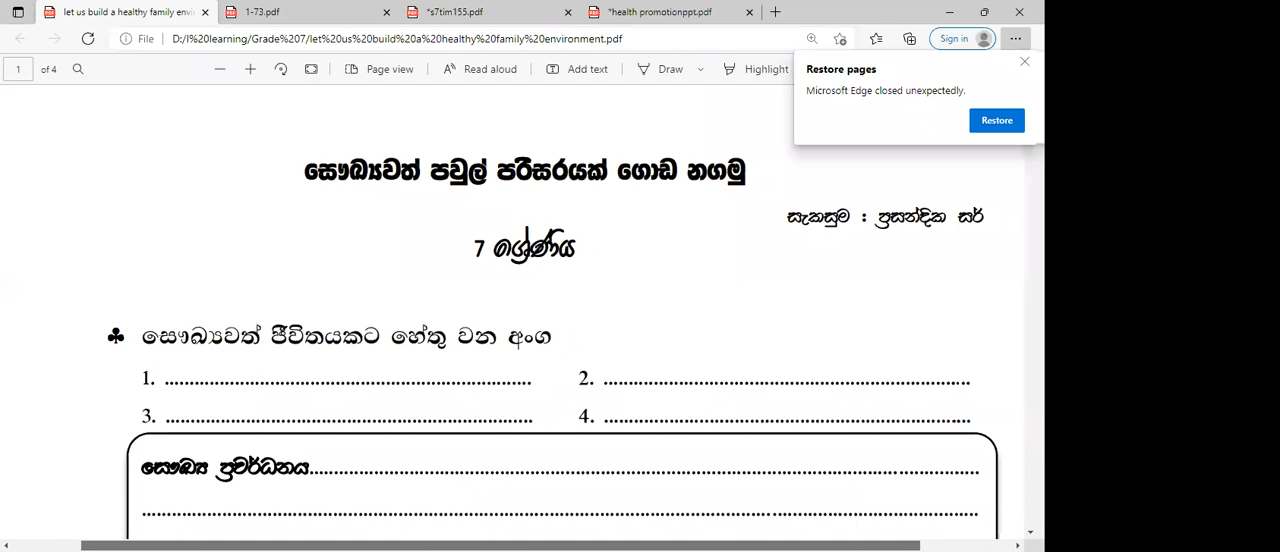 let us build a healthy family envi
1-73.pdf
*s7tim155.pdf
*health promotionppt.pdf
File
D:/I%20learning/Grade%207/let%20us%20build%20a%20healthy%20family%20environment.pdf
Sign in
1 of 4
Page view
Read aloud
Add text
Draw
Highlight
Restore pages
Microsoft Edge closed unexpectedly.
Restore
සෞඛ්‍යවත් පවුල් පරිසරයක් ගොඩ නගමු
සැකසුම : ප්‍රසන්දික සර්
7 ශ්‍රේණිය
♣ සෞඛ්‍යවත් ජීවිතයකට හේතු වන අංග
1. ........................................................................ 2. ........................................................................
3. ........................................................................ 4. ........................................................................
සෞඛ්‍ය ප්‍රවර්ධනය........................................................................
........................................................................